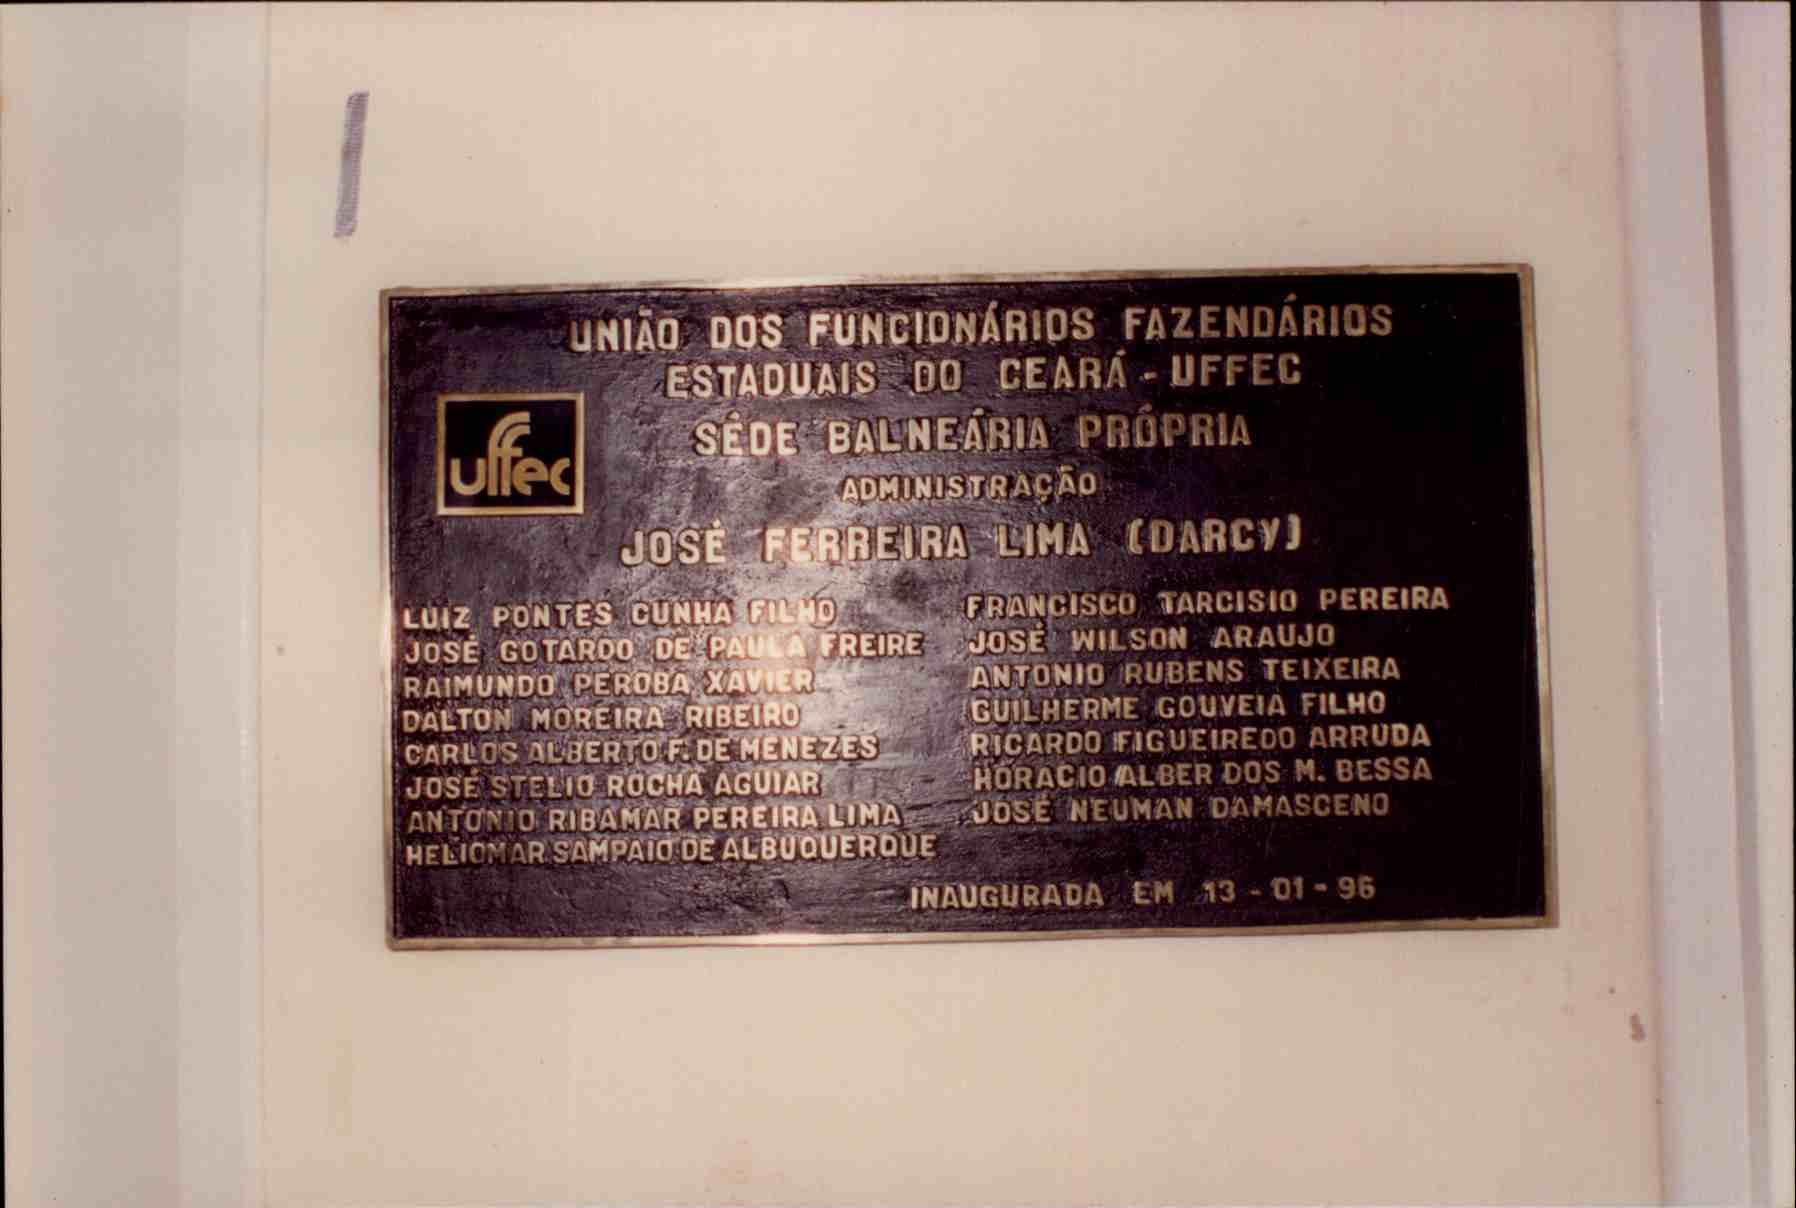 UNIÃO DOS FUNCIONÁRIOS FAZENDÁRIOS
ESTADUAIS DO CEARÁ - UFFEC
uffec
SÉDE BALNEÁRIA PRÓPRIA
ADMINISTRAÇÃO
JOSÉ FERREIRA LIMA (DARCY)
LUIZ PONTES CUNHA FILHO
JOSÉ GOTARDO DE PAULA FREIRE
RAIMUNDO PEROBA XAVIER
DALTON MOREIRA RIBEIRO
CARLOS ALBERTO F. DE MENEZES
JOSÉ STELIO ROCHA AGUIAR
ANTONIO RIBAMAR PEREIRA LIMA
HELIOMAR SAMPAIO DE ALBUQUERQUE
FRANCISCO TARCISIO PEREIRA
JOSÉ WILSON ARAUJO
ANTONIO RUBENS TEIXEIRA
GUILHERME GOUVEIA FILHO
RICARDO FIGUEIREDO ARRUDA
HORACIO ALBER DOS M. BESSA
JOSÉ NEUMAN DAMASCENO
INAUGURADA EM 13 - 01 - 96